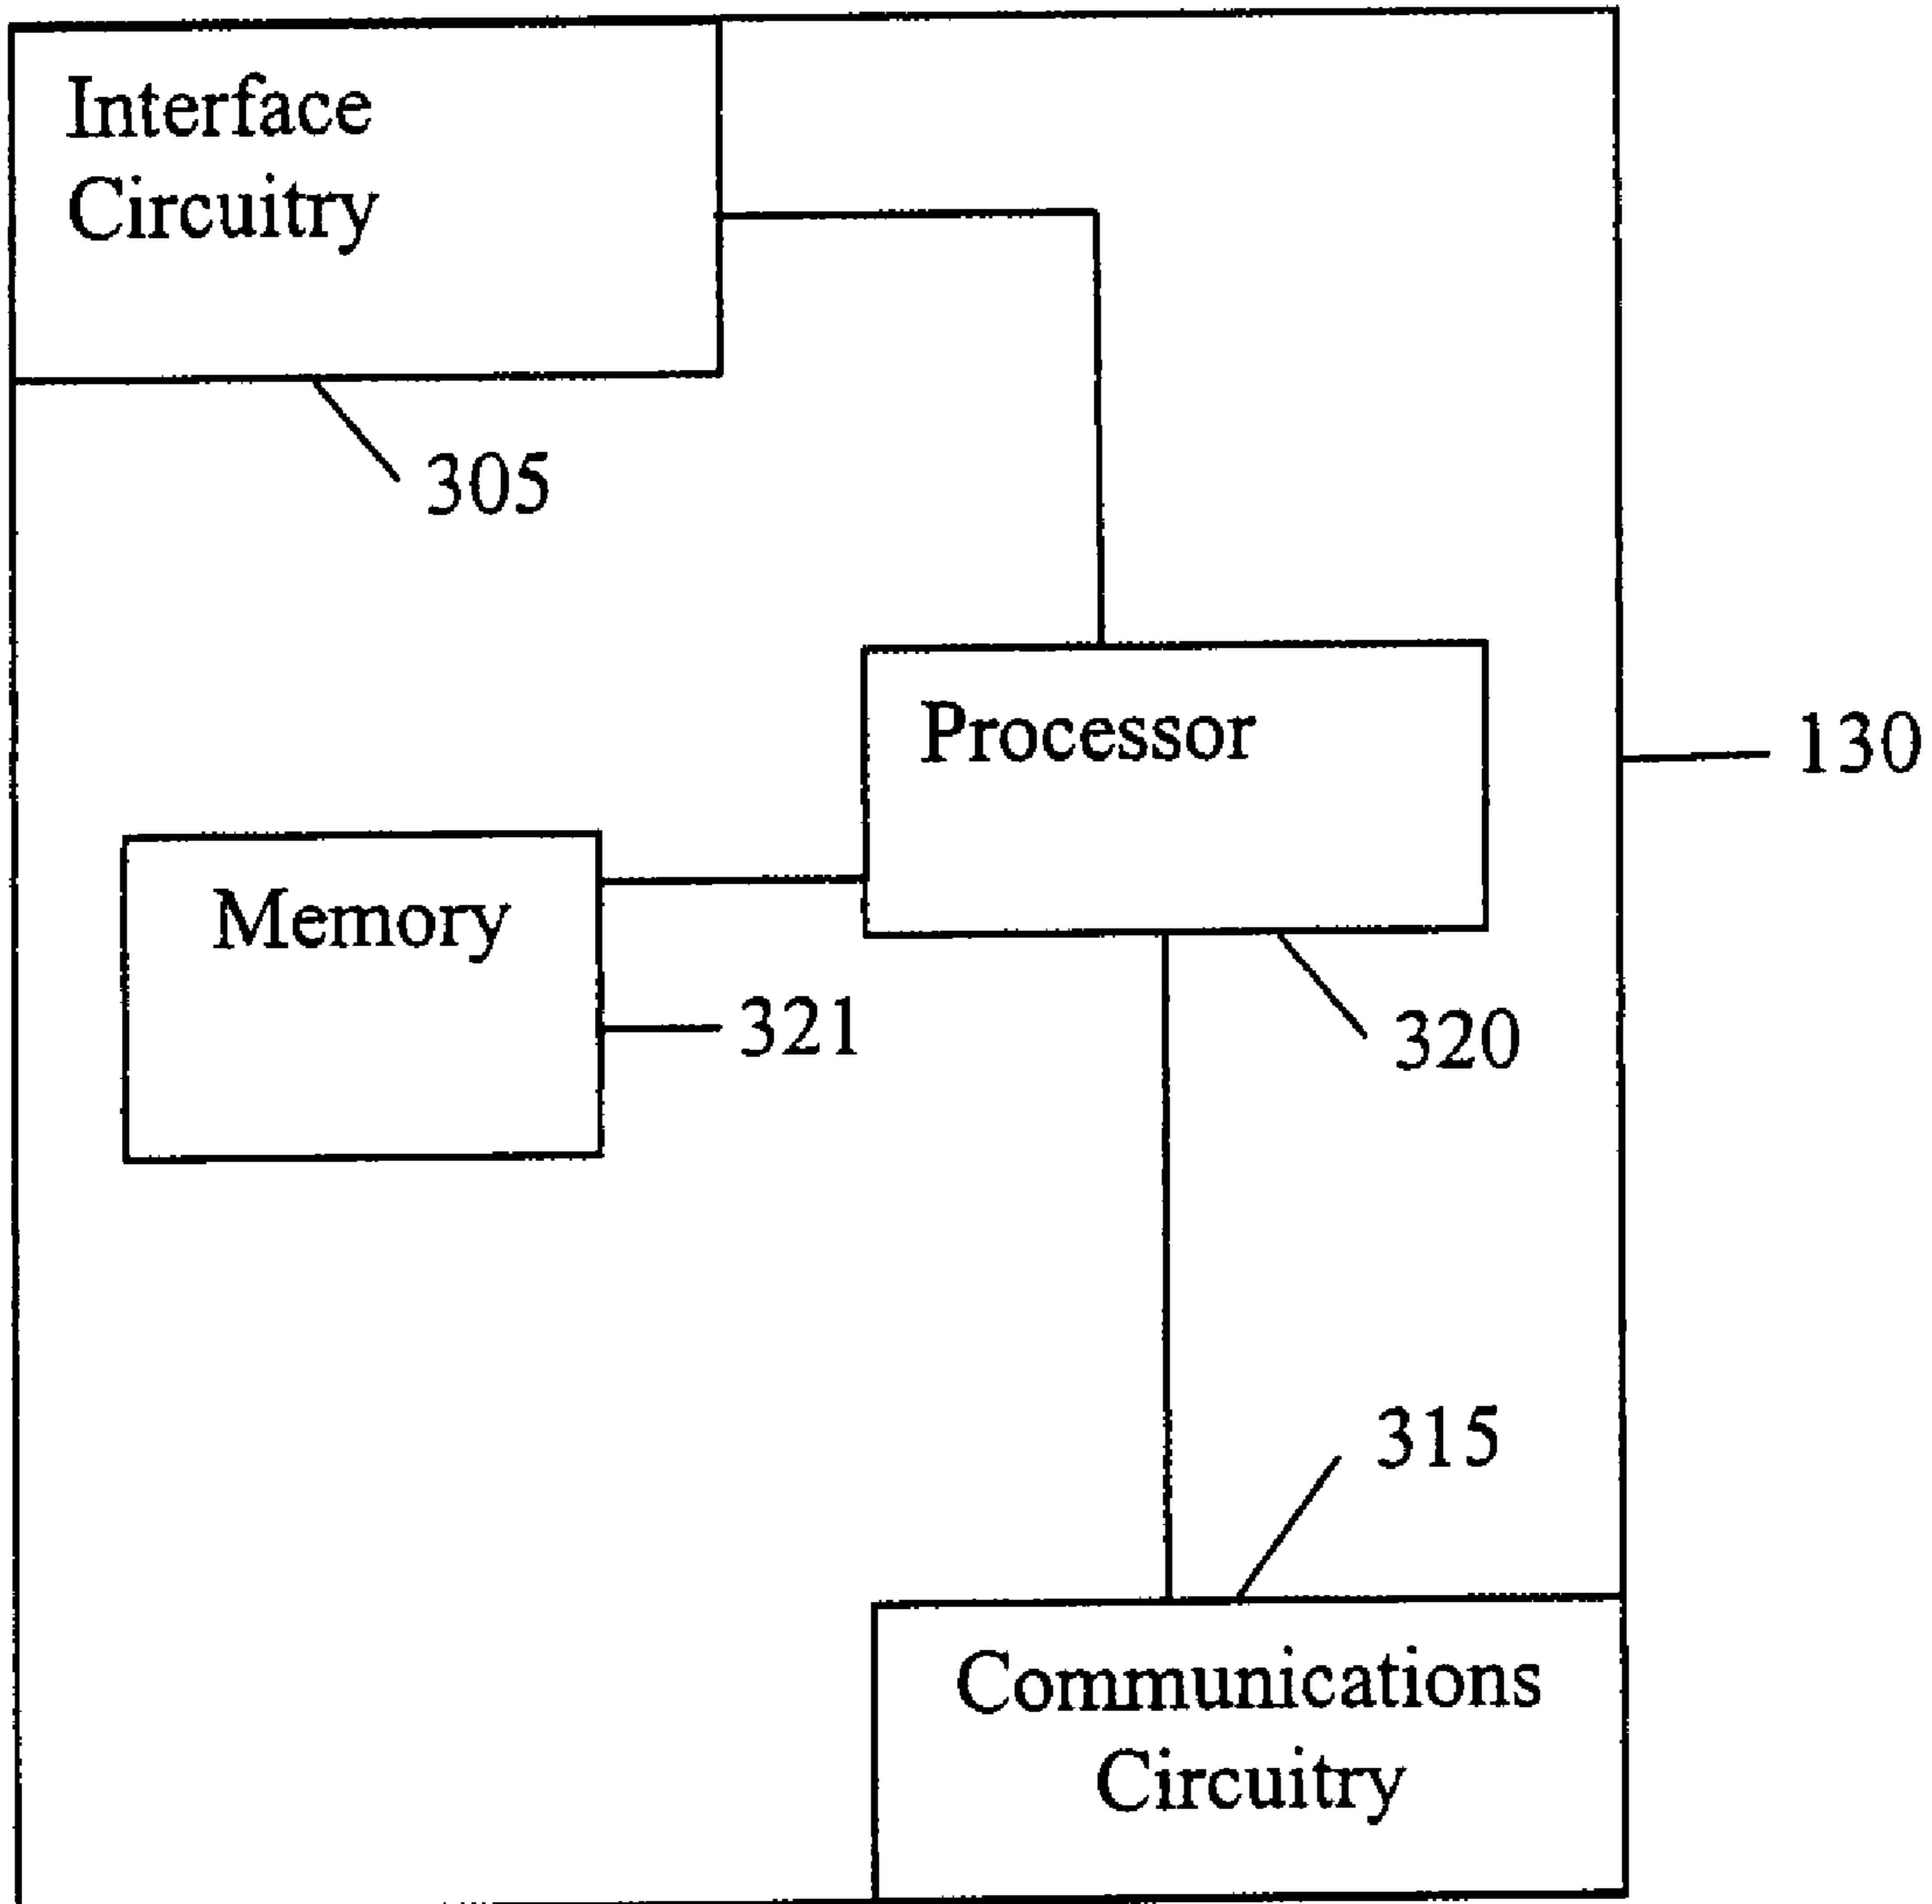 Interface
Circuitry
305
Processor
130
Memory
321
320
315
Communications
Circuitry